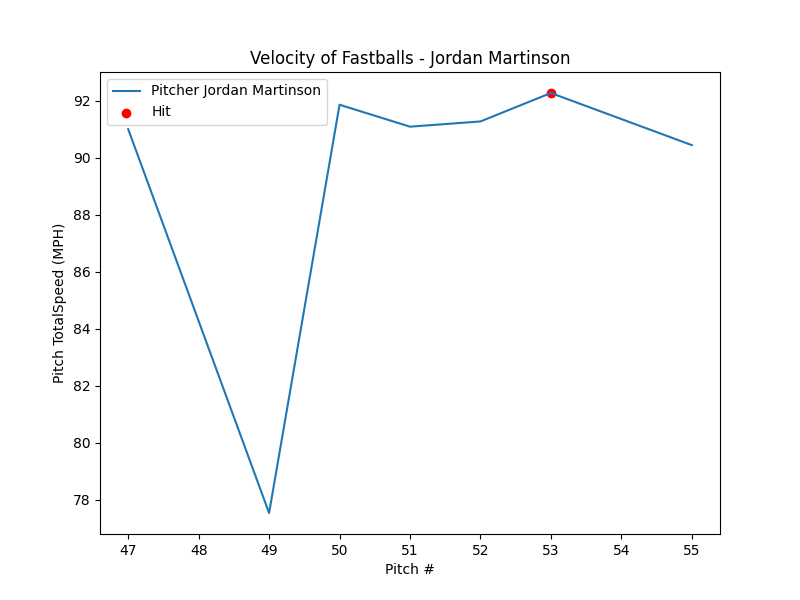 Velocity of Fastballs - Jordan Martinson
Pitcher Jordan Martinson
Hit
92
90
88
86
84
82
80
78
Pitch TotalSpeed (MPH)
47 48 49 50 51 52 53 54 55
Pitch #